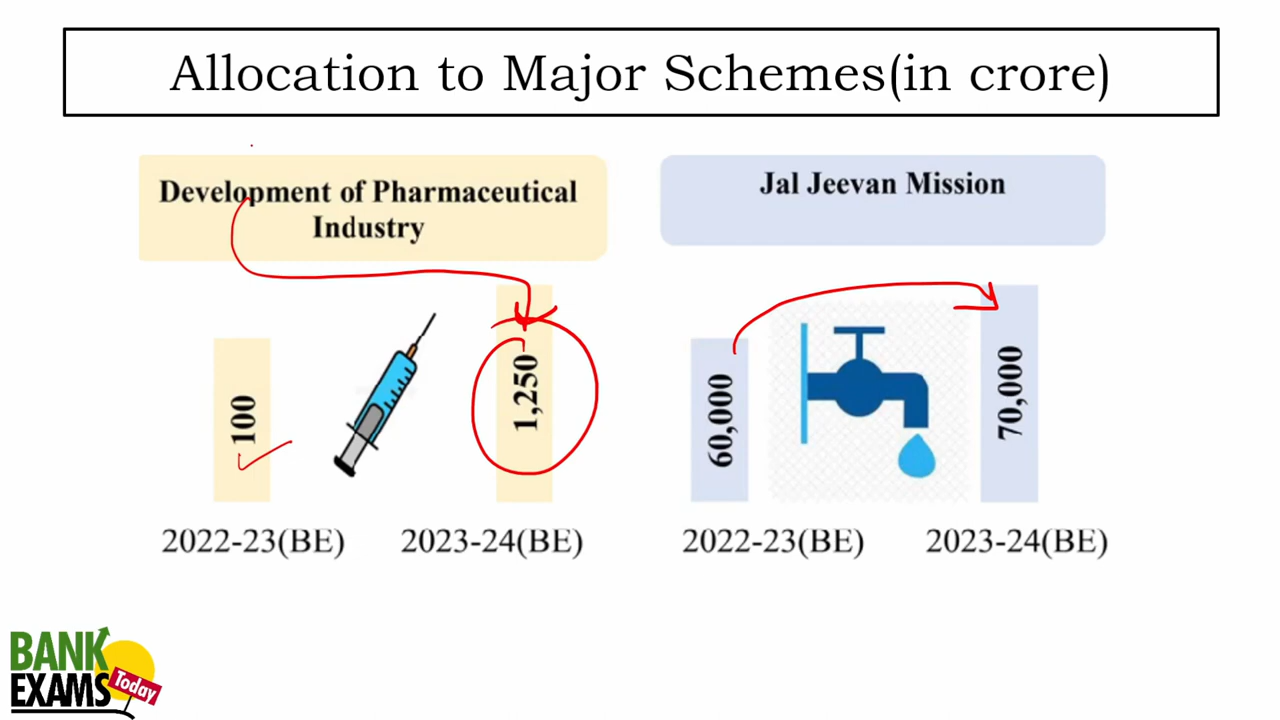 Allocation to Major Schemes(in crore)
Development of Pharmaceutical
Industry
100
1,250
2022-23(BE)
2023-24(BE)
Jal Jeevan Mission
60,000
70,000
2022-23(BE)
2023-24(BE)
BANK
EXAMS
Today